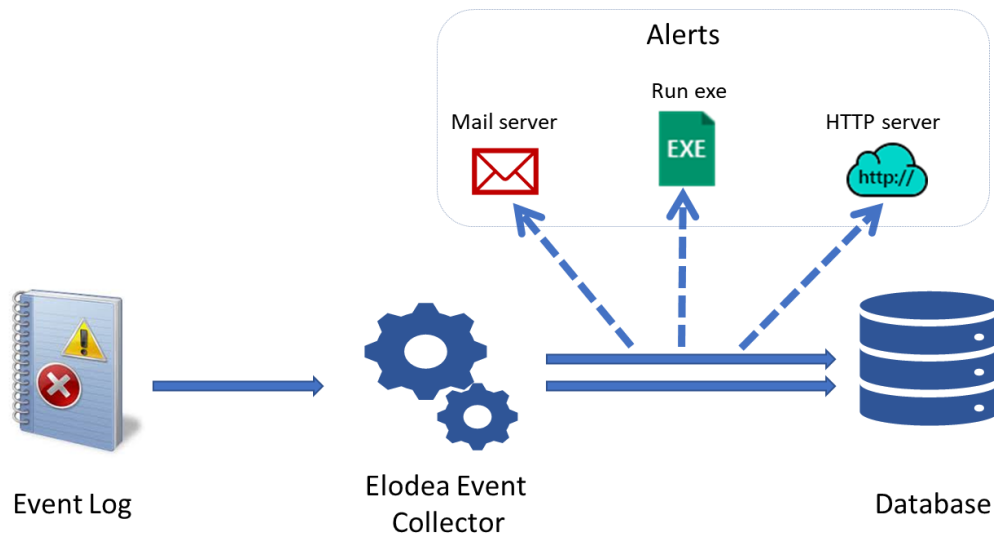 Alerts
Run exe
Mail server
HTTP server
EXE
http://
Event Log
Elodea Event
Collector
Database